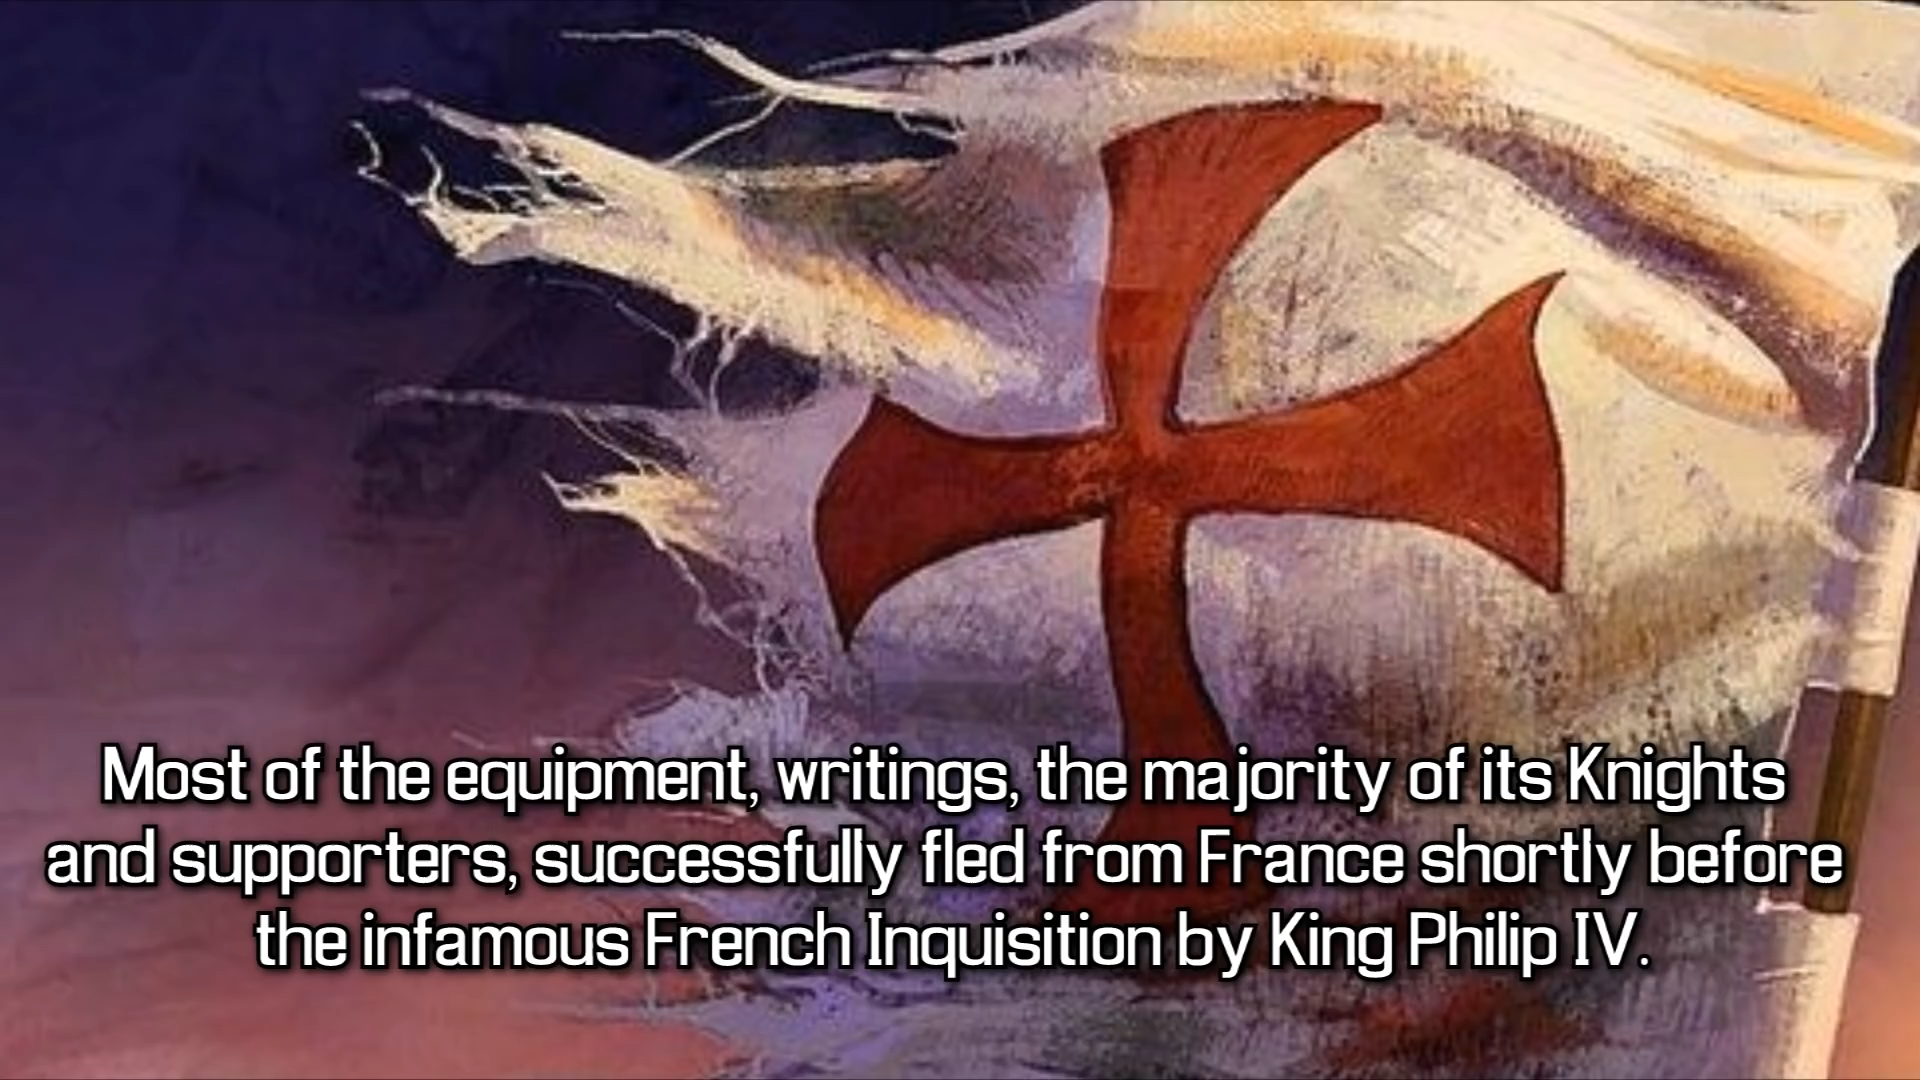 Most of the equipment, writings, the majority of its Knights
and supporters, successfully fled from France shortly before
the infamous French Inquisition by King Philip IV.